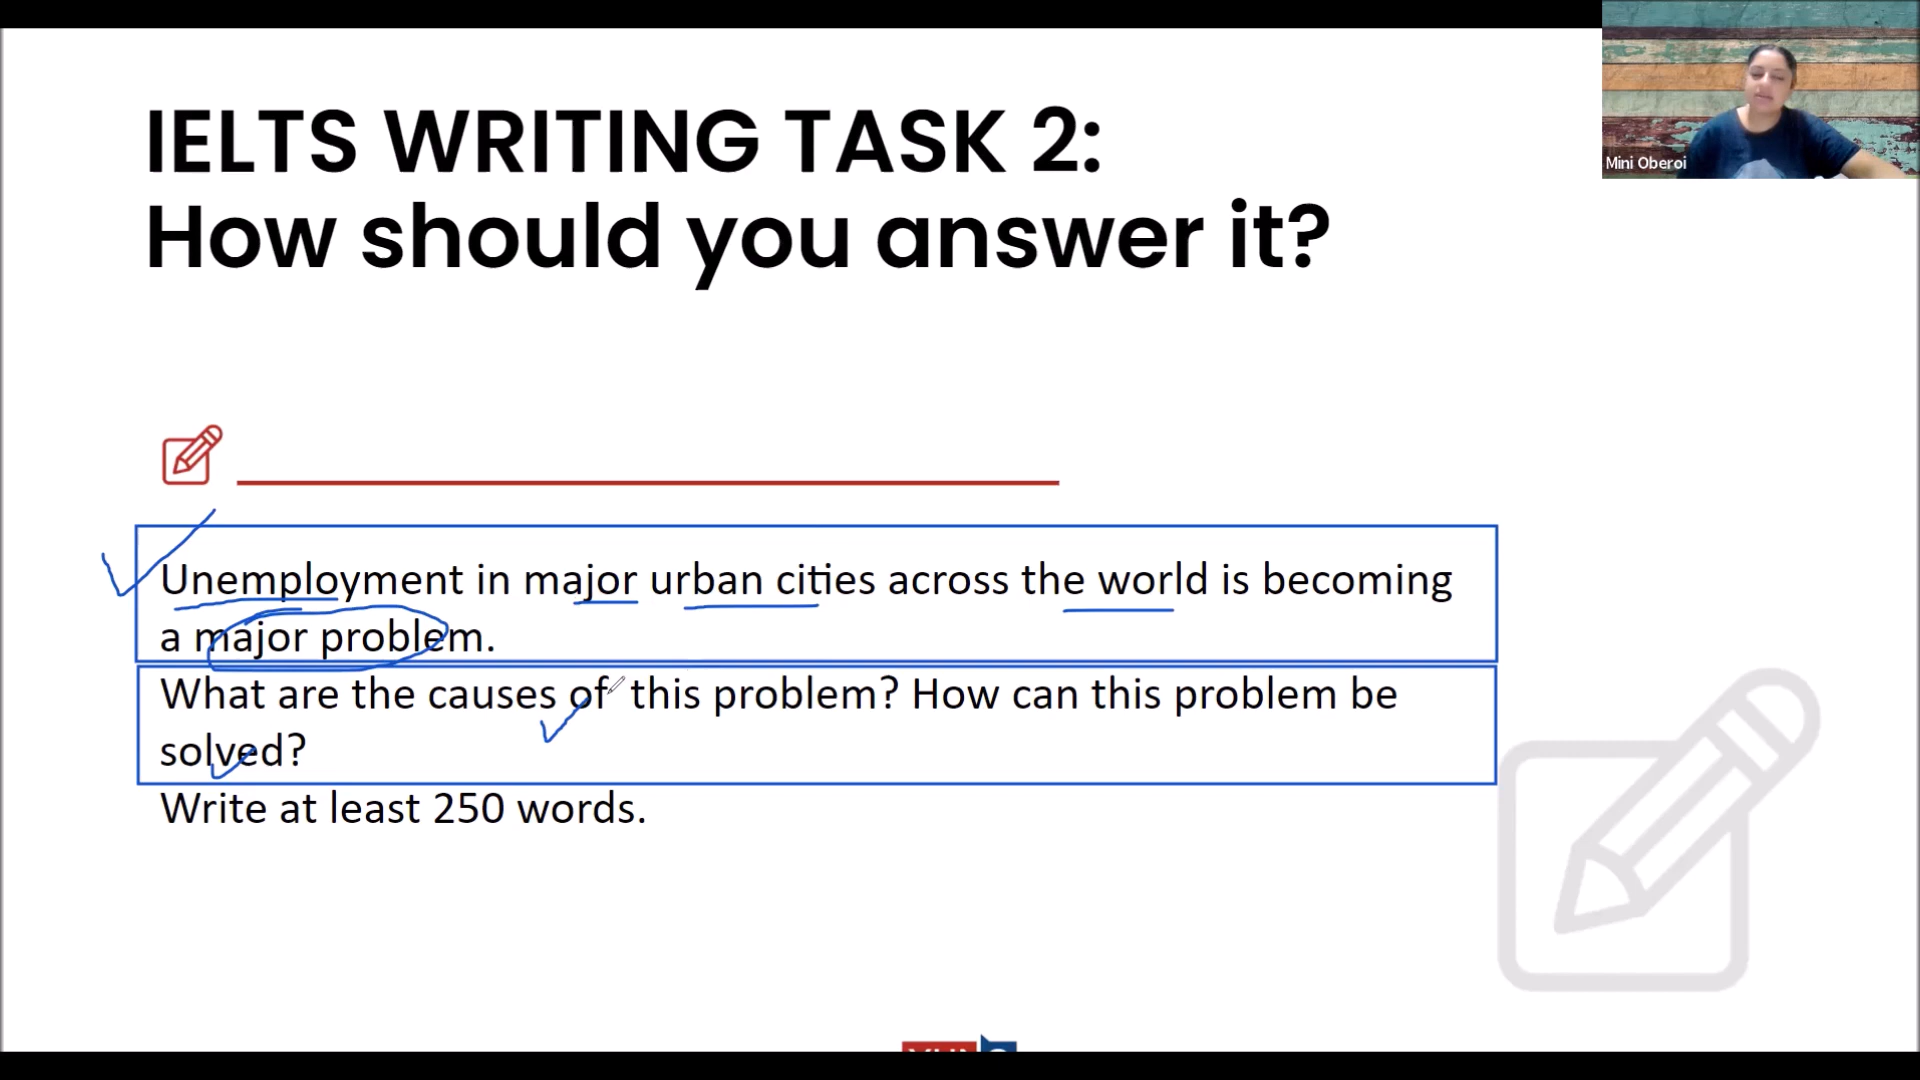 IELTS WRITING TASK 2:
How should you answer it?
Mini Oberoi
Unemployment in major urban cities across the world is becoming
a major problem.
What are the causes of this problem? How can this problem be
solved?
Write at least 250 words.